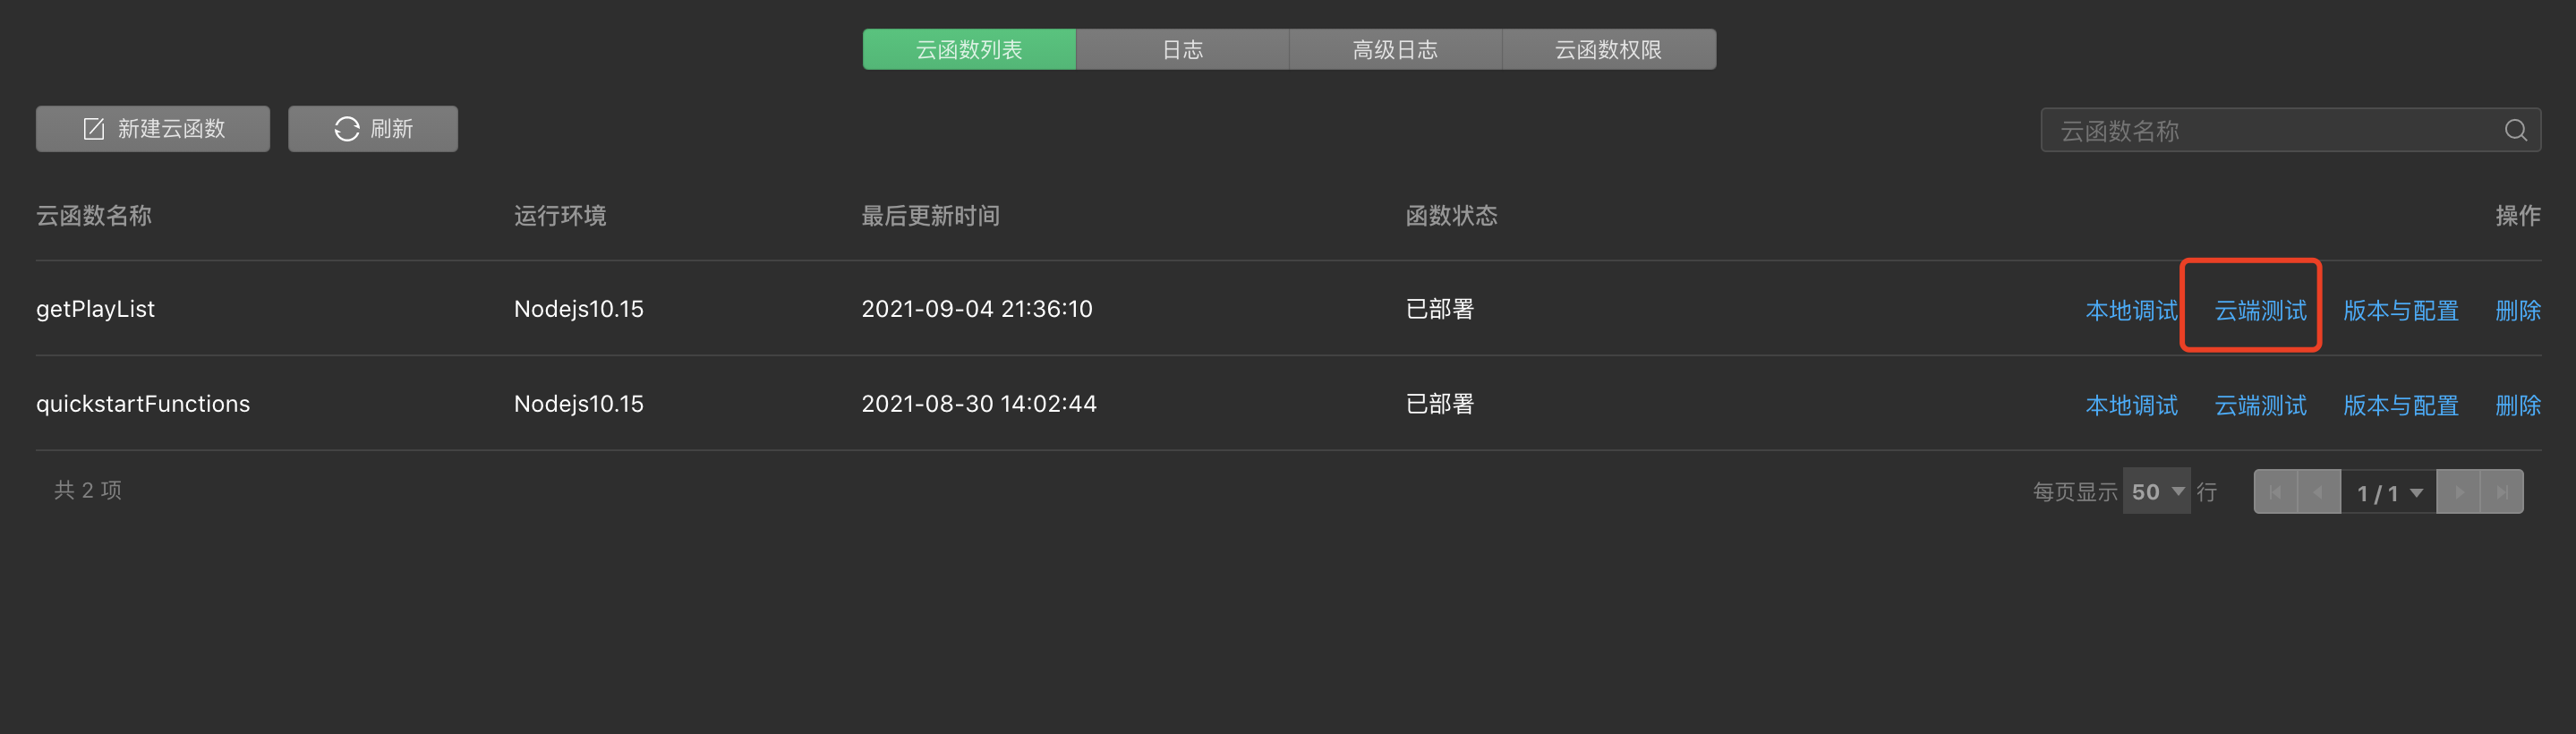 云函数列表 日志 高级日志 云函数权限
新建云函数 刷新 云函数名称
云函数名称 运行环境 最后更新时间 函数状态 操作
getPlayList Nodejs10.15 2021-09-04 21:36:10 已部署 本地调试 云端测试 版本与配置 删除
quickstartFunctions Nodejs10.15 2021-08-30 14:02:44 已部署 本地调试 云端测试 版本与配置 删除
共 2 项 每页显示 50 行 1 / 1